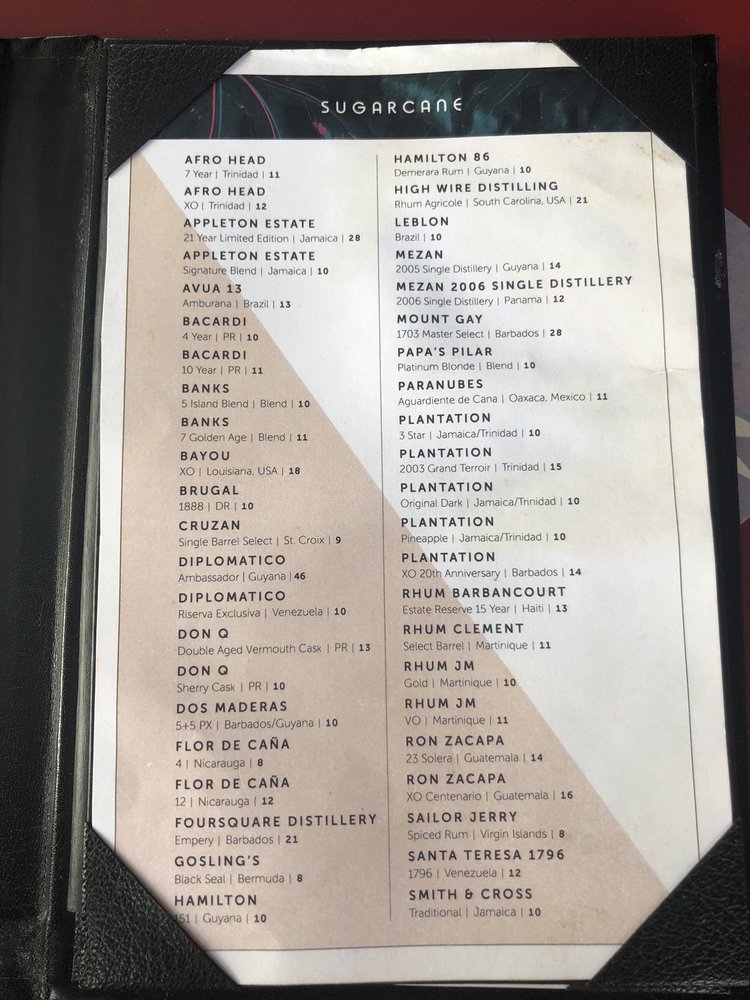 SUGARCANE
AFRO HEAD
7 Year | Trinidad | 11
AFRO HEAD
XO | Trinidad | 12
APPLETON ESTATE
21 Year Limited Edition | Jamaica | 28
APPLETON ESTATE
Signature Blend | Jamaica | 10
AVUA 13
Amburana | Brazil | 13
BACARDI
4 Year | PR | 10
BACARDI
10 Year | PR | 11
BANKS
5 Island Blend | Blend | 10
BANKS
7 Golden Age | Blend | 11
BAYOU
XO | Louisiana, USA | 18
BRUGAL
1888 | DR | 10
CRUZAN
Single Barrel Select | St. Croix | 9
DIPLOMATICO
Ambassador | Guyana | 46
DIPLOMATICO
Riserva Exclusiva | Venezuela | 10
DON Q
Double Aged Vermouth Cask | PR | 13
DON Q
Sherry Cask | PR | 10
DOS MADERAS
5+5 PX | Barbados/Guyana | 10
FLOR DE CAÑA
4 | Nicarauga | 8
FLOR DE CAÑA
12 | Nicarauga | 12
FOURSQUARE DISTILLERY
Empery | Barbados | 21
GOSLING'S
Black Seal | Bermuda | 8
HAMILTON
151 | Guyana | 10
HAMILTON 86
Demerara Rum | Guyana | 10
HIGH WIRE DISTILLING
Rhum Agricole | South Carolina, USA | 21
LEBLON
Brazil | 10
MEZAN
2005 Single Distillery | Guyana | 14
MEZAN 2006 SINGLE DISTILLERY
2006 Single Distillery | Panama | 12
MOUNT GAY
1703 Master Select | Barbados | 28
PAPA'S PILAR
Platinum Blonde | Blend | 10
PARANUBES
Aguardiente de Cana | Oaxaca, Mexico | 11
PLANTATION
3 Star | Jamaica/Trinidad | 10
PLANTATION
2003 Grand Terroir | Trinidad | 15
PLANTATION
Original Dark | Jamaica/Trinidad | 10
PLANTATION
Pineapple | Jamaica/Trinidad | 10
PLANTATION
XO 20th Anniversary | Barbados | 14
RHUM BARBANCOURT
Estate Reserve 15 Year | Haiti | 13
RHUM CLEMENT
Select Barrel | Martinique | 11
RHUM JM
Gold | Martinique | 10
RHUM JM
VO | Martinique | 11
RON ZACAPA
23 Solera | Guatemala | 14
RON ZACAPA
XO Centenario | Guatemala | 16
SAILOR JERRY
Spiced Rum | Virgin Islands | 8
SANTA TERESA 1796
1796 | Venezuela | 12
SMITH & CROSS
Traditional | Jamaica | 10